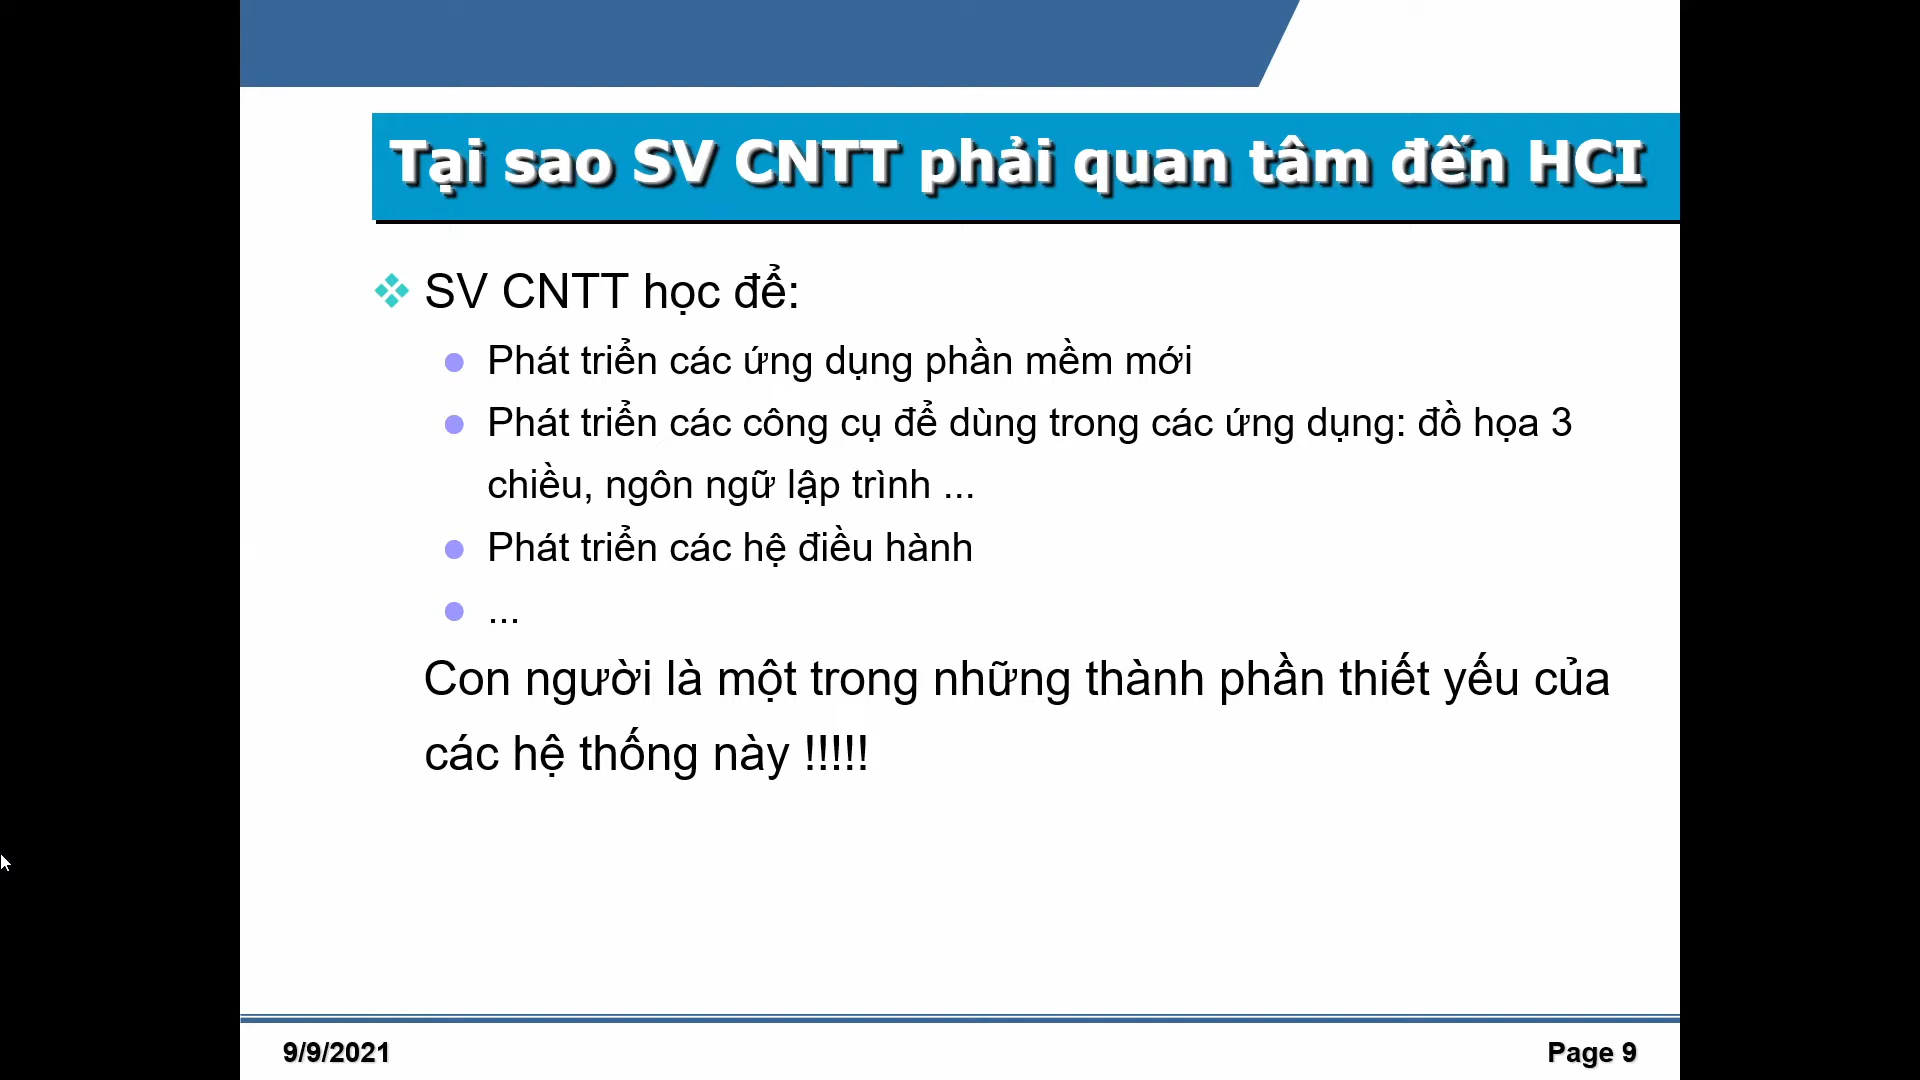 Tại sao SV CNTT phải quan tâm đến HCI
SV CNTT học để:
Phát triển các ứng dụng phần mềm mới
Phát triển các công cụ để dùng trong các ứng dụng: đồ họa 3
chiều, ngôn ngữ lập trình ...
Phát triển các hệ điều hành
...
Con người là một trong những thành phần thiết yếu của
các hệ thống này !!!!!
9/9/2021
Page 9